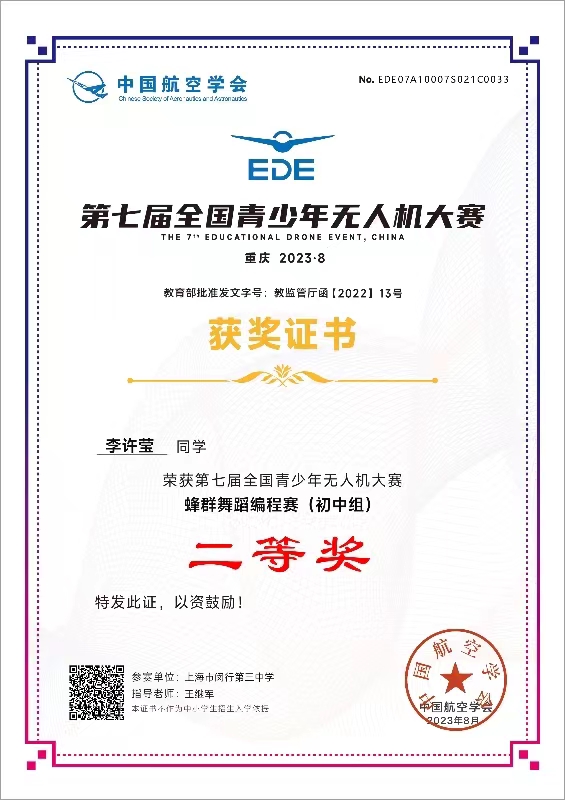 中国航空学会
Chinese Society of Aeronautics and Astronautics
No. EDE07A10007S021C0033
EDE
第七届全国青少年无人机大赛
THE 7TH EDUCATIONAL DRONE EVENT, CHINA
重庆 2023·8
教育部批准发文字号：教监管厅函【2022】13号
获奖证书
李许莹 同学
荣获第七届全国青少年无人机大赛
蜂群舞蹈编程赛（初中组）
二等奖
特发此证，以资鼓励！
参赛单位：上海市闵行第三中学
指导老师：王继军
本证书不作为中小学生招生入学依据
中国航空学会
中国航空学会
2023年8月